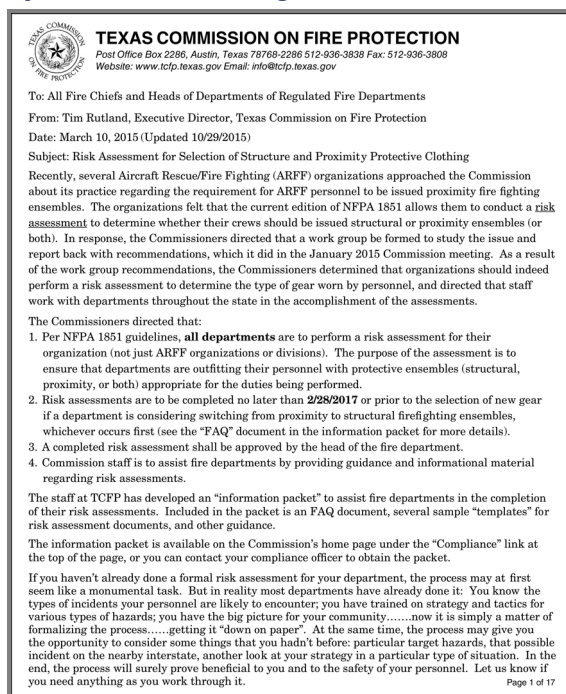 TEXAS COMMISSION ON FIRE PROTECTION
Post Office Box 2286, Austin, Texas 78768-2286 512-936-3838 Fax: 512-936-3808
Website: www.tcfp.texas.gov Email: info@tcfp.texas.gov
TEXAS COMMISSION
ON FIRE PROTECTION
To: All Fire Chiefs and Heads of Departments of Regulated Fire Departments
From: Tim Rutland, Executive Director, Texas Commission on Fire Protection
Date: March 10, 2015 (Updated 10/29/2015)
Subject: Risk Assessment for Selection of Structure and Proximity Protective Clothing
Recently, several Aircraft Rescue/Fire Fighting (ARFF) organizations approached the Commission
about its practice regarding the requirement for ARFF personnel to be issued proximity fire fighting
ensembles. The organizations felt that the current edition of NFPA 1851 allows them to conduct a risk
assessment to determine whether their crews should be issued structural or proximity ensembles (or
both). In response, the Commissioners directed that a work group be formed to study the issue and
report back with recommendations, which it did in the January 2015 Commission meeting. As a result
of the work group recommendations, the Commissioners determined that organizations should indeed
perform a risk assessment to determine the type of gear worn by personnel, and directed that staff
work with departments throughout the state in the accomplishment of the assessments.
The Commissioners directed that:
1. Per NFPA 1851 guidelines, all departments are to perform a risk assessment for their
organization (not just ARFF organizations or divisions). The purpose of the assessment is to
ensure that departments are outfitting their personnel with protective ensembles (structural,
proximity, or both) appropriate for the duties being performed.
2. Risk assessments are to be completed no later than 2/28/2017 or prior to the selection of new gear
if a department is considering switching from proximity to structural firefighting ensembles,
whichever occurs first (see the "FAQ" document in the information packet for more details).
3. A completed risk assessment shall be approved by the head of the fire department.
4. Commission staff is to assist fire departments by providing guidance and informational material
regarding risk assessments.
The staff at TCFP has developed an "information packet" to assist fire departments in the completion
of their risk assessments. Included in the packet is an FAQ document, several sample "templates" for
risk assessment documents, and other guidance.
The information packet is available on the Commission's home page under the "Compliance" link at
the top of the page, or you can contact your compliance officer to obtain the packet.
If you haven't already done a formal risk assessment for your department, the process may at first
seem like a monumental task. But in reality most departments have already done it: You know the
types of incidents your personnel are likely to encounter; you have trained on strategy and tactics for
various types of hazards; you have the big picture for your community.......now it is simply a matter of
formalizing the process......getting it "down on paper". At the same time, the process may give you
the opportunity to consider some things that you hadn't before: particular target hazards, that possible
incident on the nearby interstate, another look at your strategy in a particular type of situation. In the
end, the process will surely prove beneficial to you and to the safety of your personnel. Let us know if
you need anything as you work through it.
Page 1 of 17